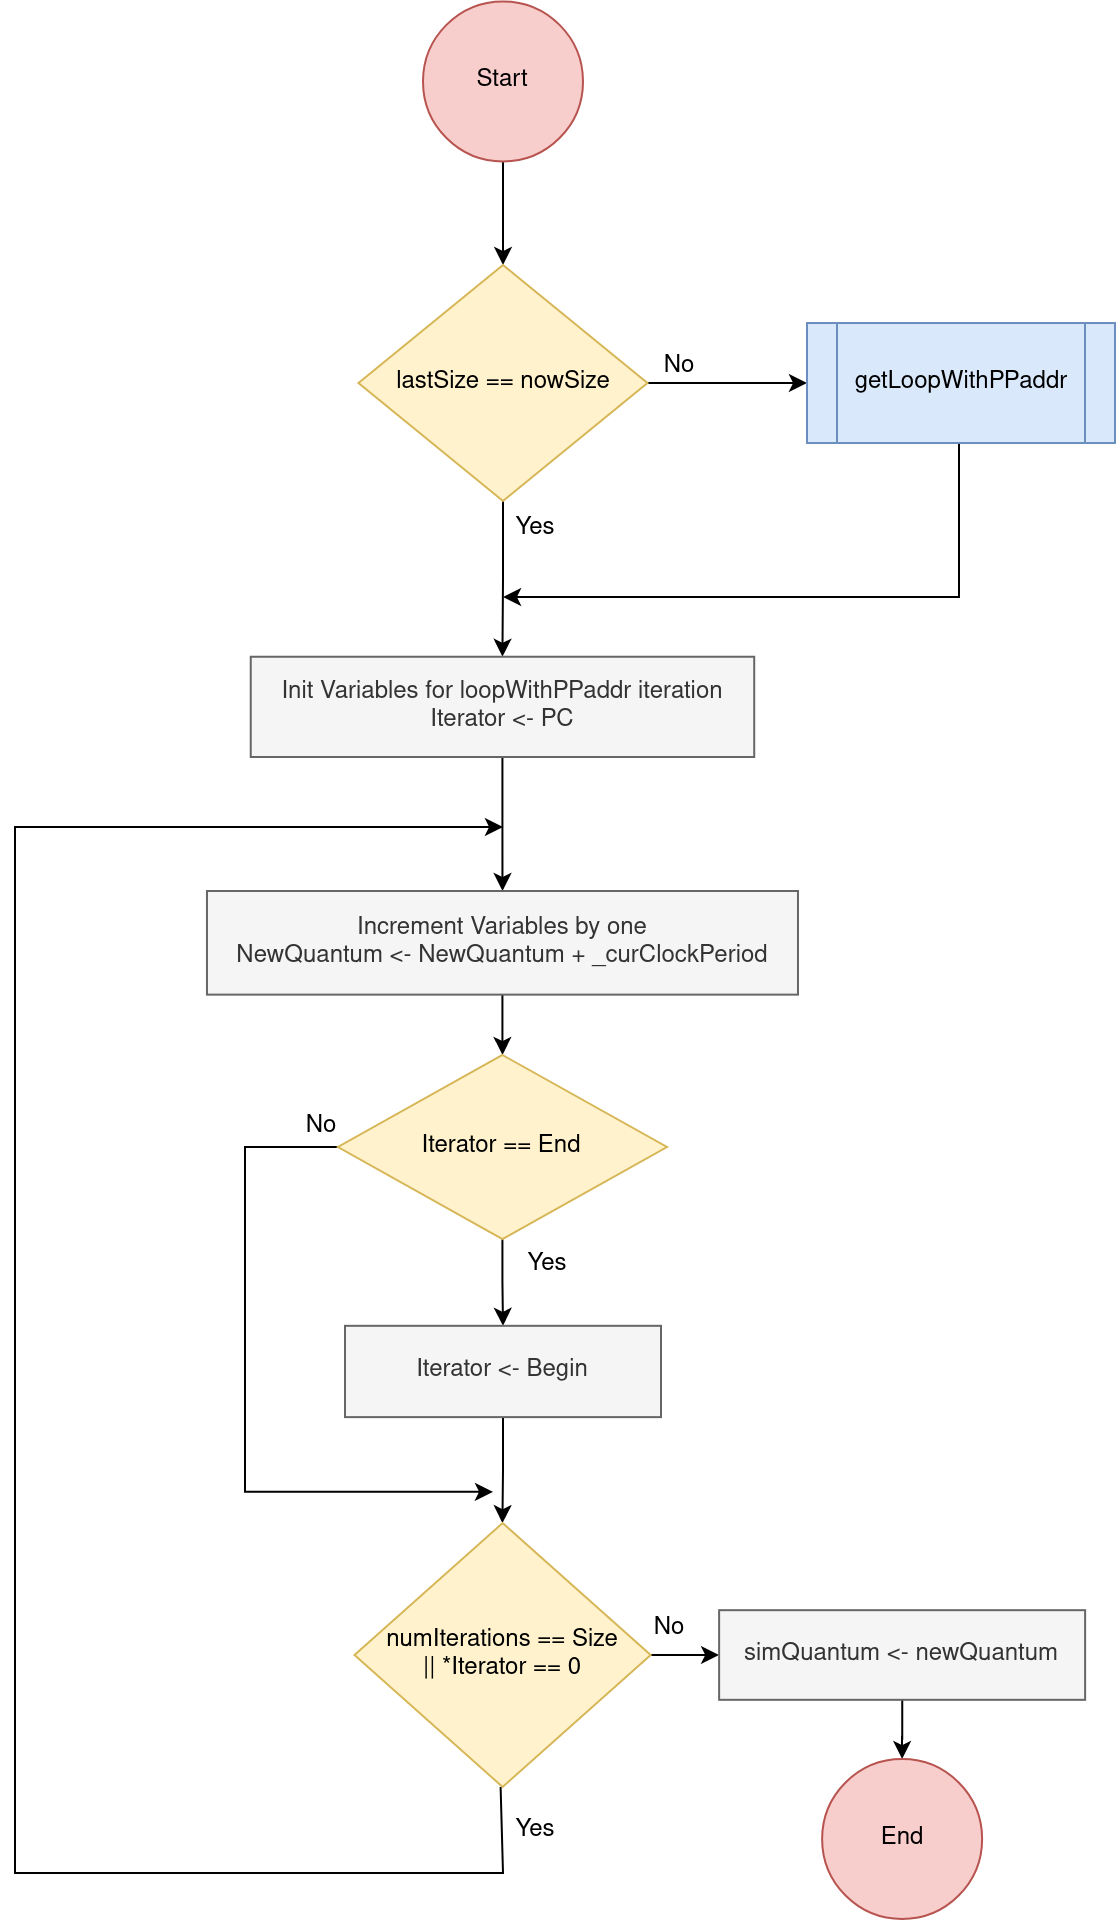 Start
lastSize == nowSize
No
getLoopWithPPaddr
Yes
Init Variables for loopWithPPaddr iteration
Iterator <- PC
Increment Variables by one
NewQuantum <- NewQuantum + _curClockPeriod
No
Iterator == End
Yes
Iterator <- Begin
numIterations == Size
|| *Iterator == 0
No
simQuantum <- newQuantum
Yes
End